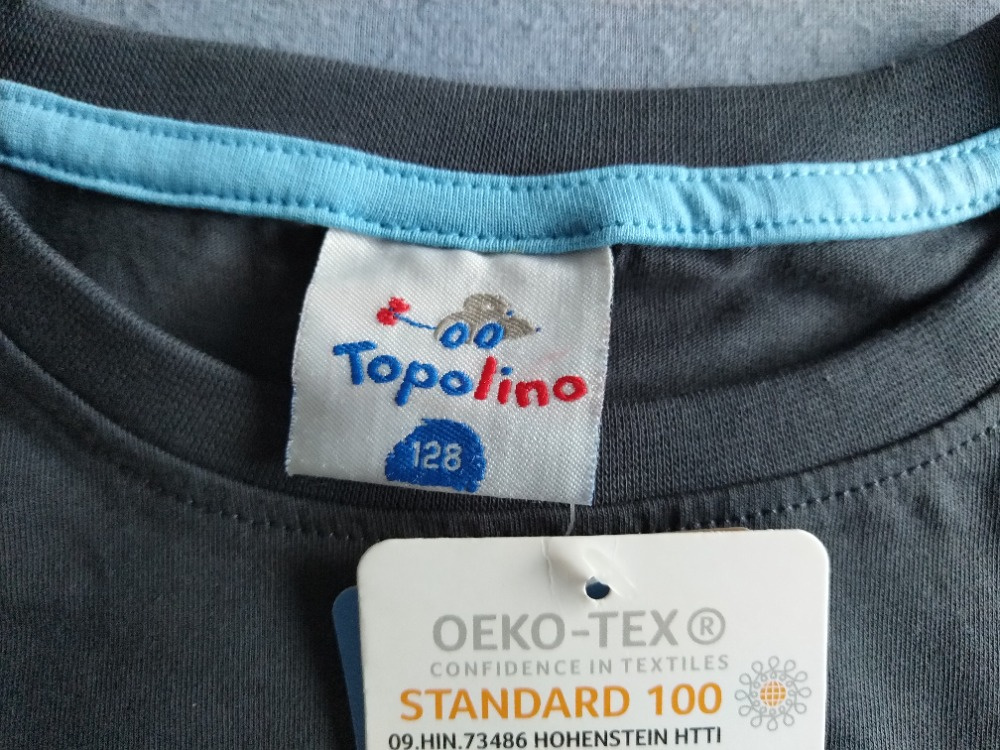 Topolino
128
OEKO-TEX®
CONFIDENCE IN TEXTILES
STANDARD 100
09.HIN.73486 HOHENSTEIN HTTI